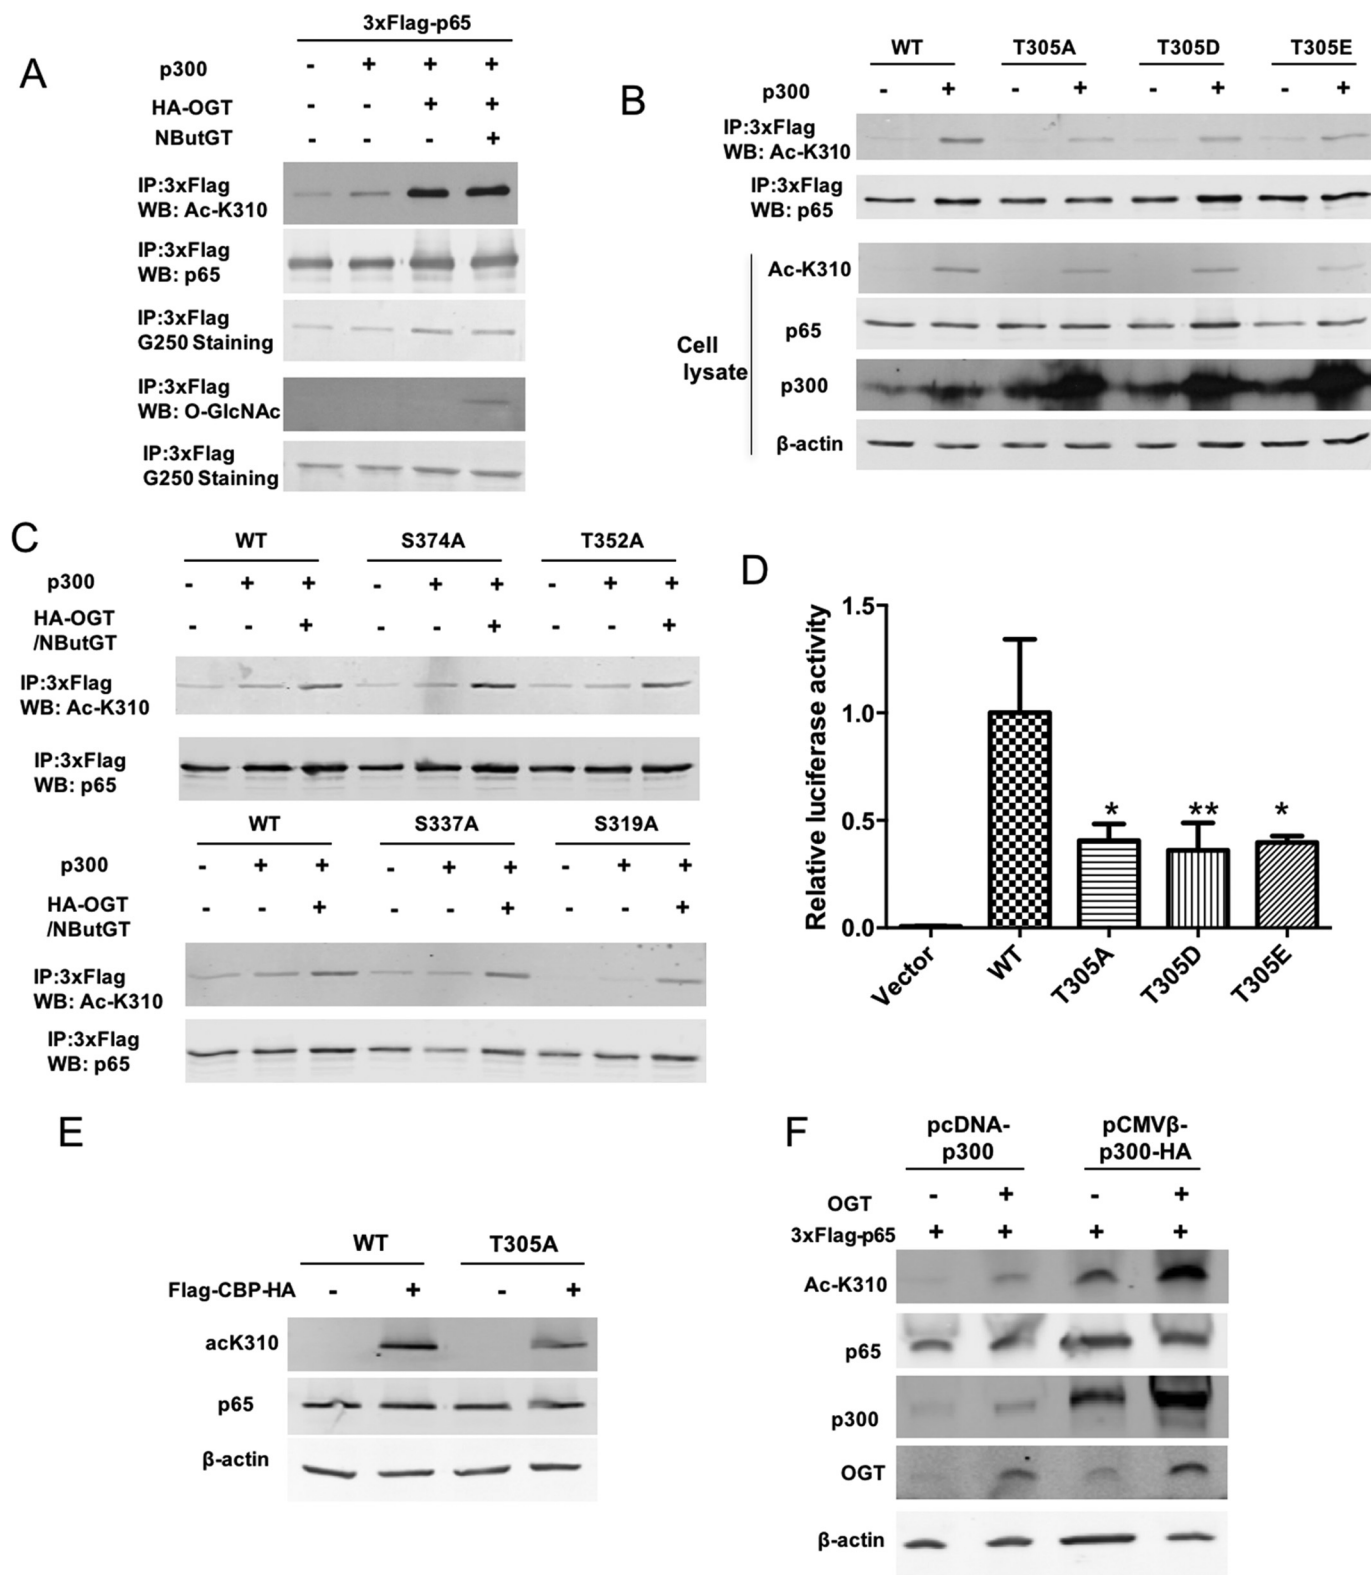 A
3xFlag-p65
p300 - + + +
HA-OGT - - + +
NButGT - - - +
IP:3xFlag
WB: Ac-K310
IP:3xFlag
WB: p65
IP:3xFlag
G250 Staining
IP:3xFlag
WB: O-GlcNAc
IP:3xFlag
G250 Staining
B
WT T305A T305D T305E
p300 - + - + - + - +
IP:3xFlag
WB: Ac-K310
IP:3xFlag
WB: p65
Cell
lysate
Ac-K310
p65
p300
β-actin
C
WT S374A T352A
p300 - + + - + + - + +
HA-OGT
/NButGT
- - + - - + - - +
IP:3xFlag
WB: Ac-K310
IP:3xFlag
WB: p65
WT S337A S319A
p300 - + + - + + - + +
HA-OGT
/NButGT
- - + - - + - - +
IP:3xFlag
WB: Ac-K310
IP:3xFlag
WB: p65
D
Relative luciferase activity
1.5
1.0
0.5
0.0
* ** *
Vector WT T305A T305D T305E
E
WT T305A
Flag-CBP-HA - + - +
acK310
p65
β-actin
F
pcDNA-
p300
pCMVβ-
p300-HA
OGT - + - +
3xFlag-p65 + + + +
Ac-K310
p65
p300
OGT
β-actin